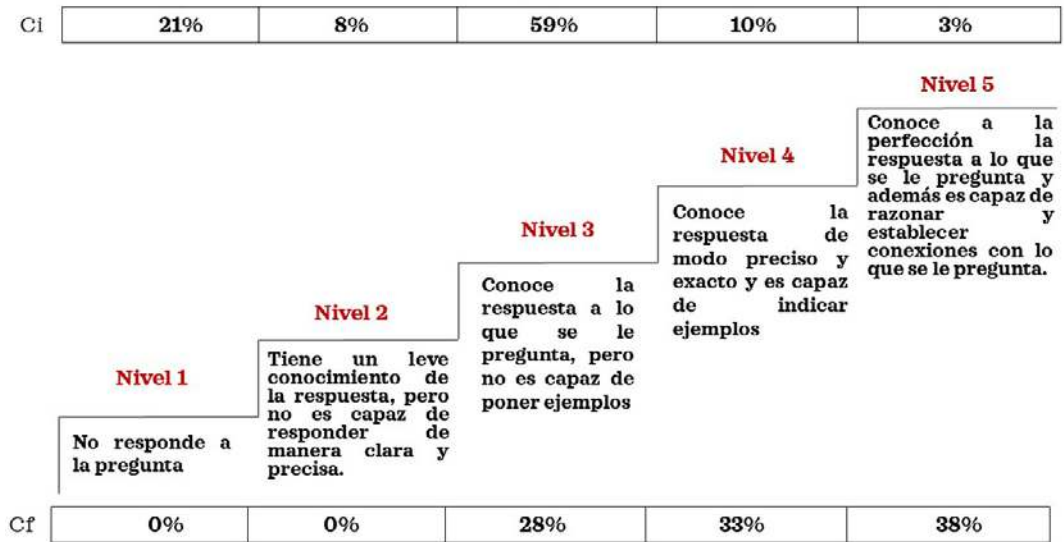 Ci 21% 8% 59% 10% 3%
Nivel 1
No responde a
la pregunta
Nivel 2
Tiene un leve
conocimiento de
la respuesta, pero
no es capaz de
responder de
manera clara y
precisa.
Nivel 3
Conoce la
respuesta a lo
que se le
pregunta, pero
no es capaz de
poner ejemplos
Nivel 4
Conoce la
respuesta de
modo preciso y
exacto y es capaz
de indicar
ejemplos
Nivel 5
Conoce a la
perfección la
respuesta a lo que
se le pregunta y
además es capaz de
razonar y
establecer
conexiones con lo
que se le pregunta.
Cf 0% 0% 28% 33% 38%